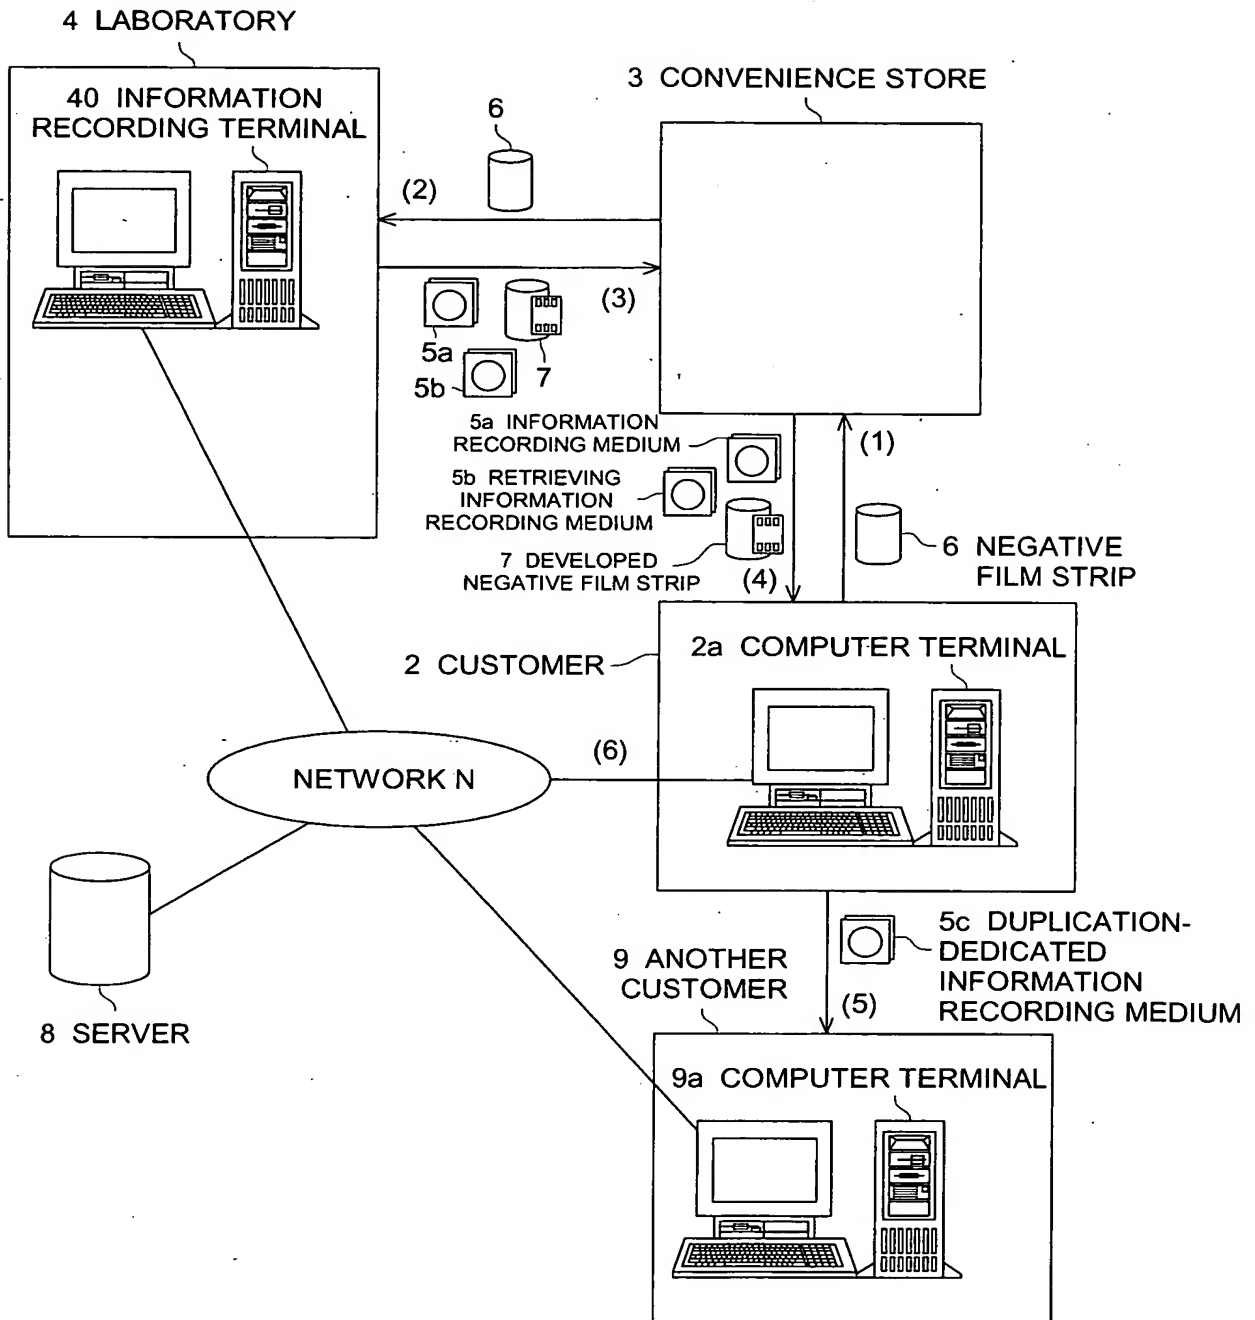 4 LABORATORY
40 INFORMATION
RECORDING TERMINAL
3 CONVENIENCE STORE
6
(2)
(3)
5a
5b
7
5a INFORMATION
RECORDING MEDIUM
5b RETRIEVING
INFORMATION
RECORDING MEDIUM
7 DEVELOPED
NEGATIVE FILM STRIP
(4)
(1)
6 NEGATIVE
FILM STRIP
2 CUSTOMER
2a COMPUTER TERMINAL
(6)
NETWORK N
8 SERVER
5c DUPLICATION-
DEDICATED
INFORMATION
RECORDING MEDIUM
(5)
9 ANOTHER
CUSTOMER
9a COMPUTER TERMINAL